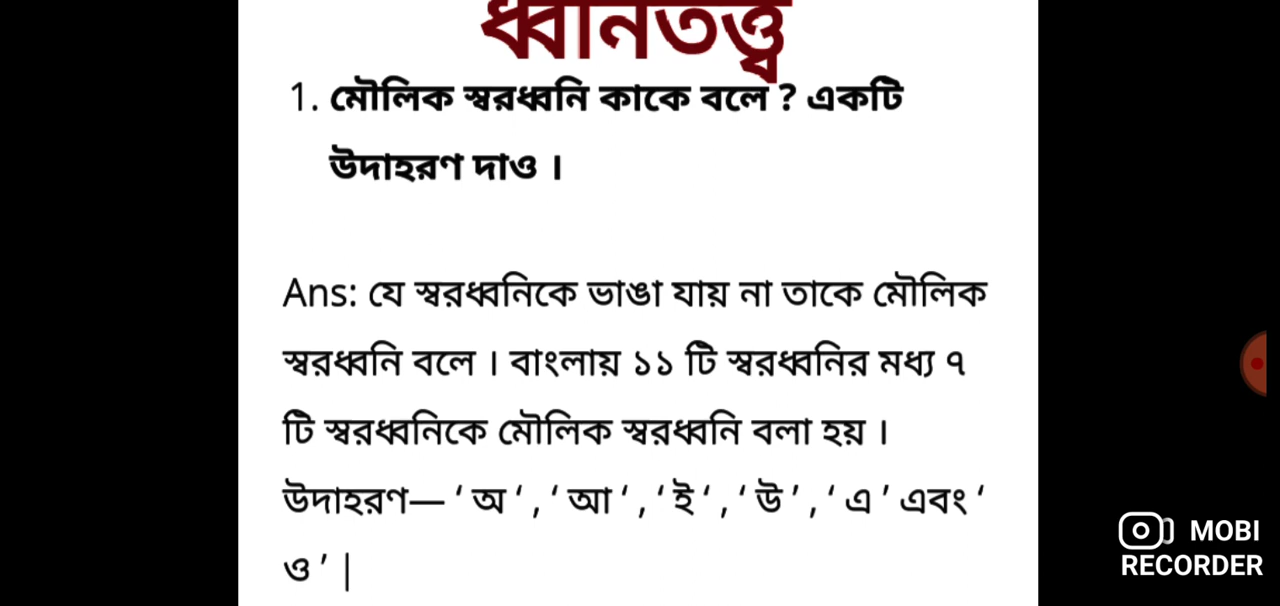 ধ্বনিতত্ত্ব
1. মৌলিক স্বরধ্বনি কাকে বলে ? একটি
উদাহরণ দাও ।
Ans: যে স্বরধ্বনিকে ভাঙা যায় না তাকে মৌলিক
স্বরধ্বনি বলে । বাংলায় ১১ টি স্বরধ্বনির মধ্য ৭
টি স্বরধ্বনিকে মৌলিক স্বরধ্বনি বলা হয় ।
উদাহরণ— ‘ অ ‘ , ‘ আ ‘ , ‘ ই ‘ , ‘ উ ’ , ‘ এ ’ এবং ‘
ও ’ |
MOBI
RECORDER